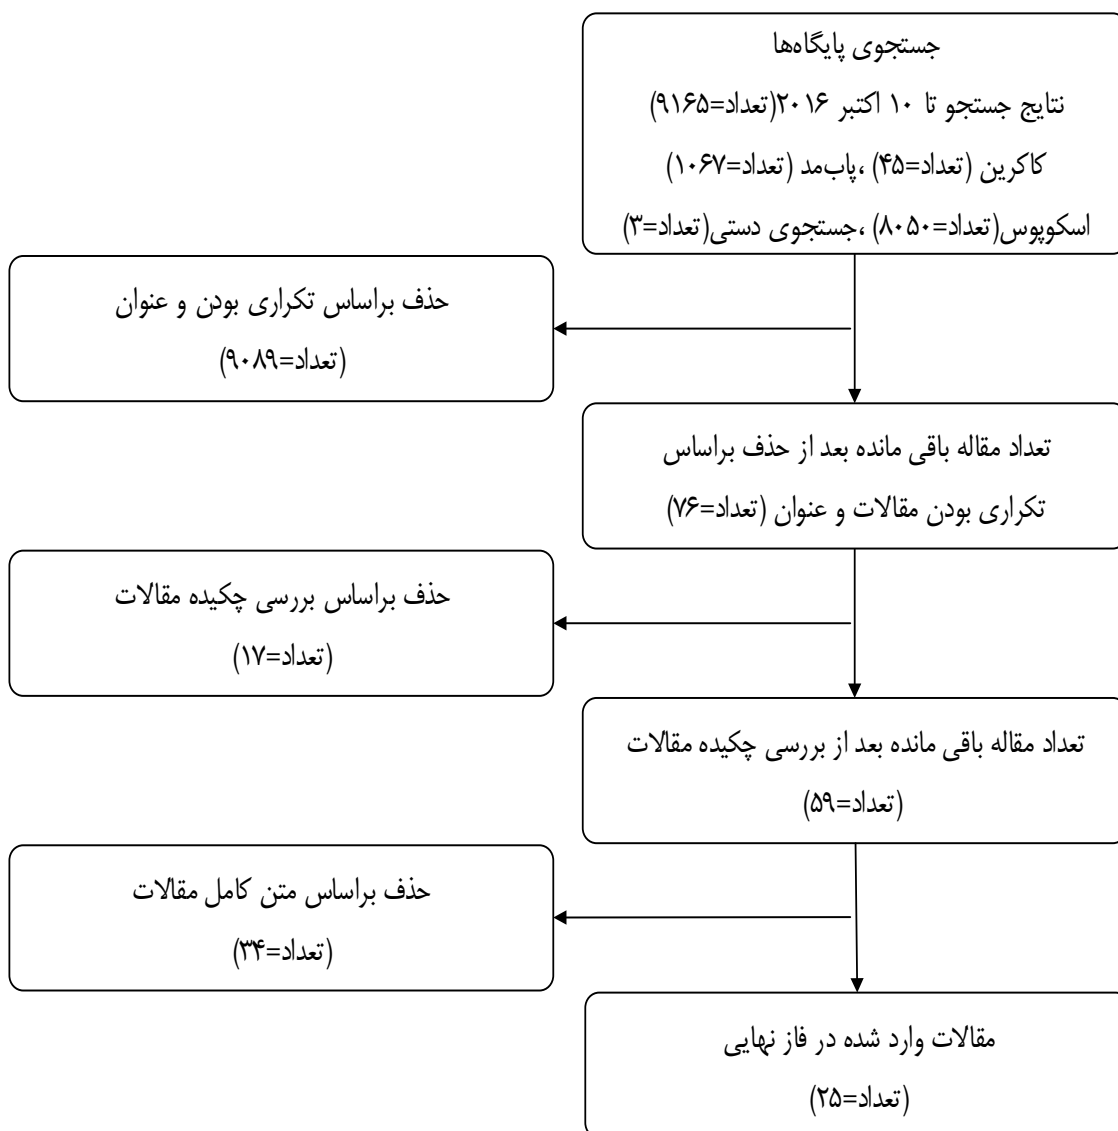 جستجوی پایگاه‌ها
نتایج جستجو تا ۱۰ اکتبر ۲۰۱۶(تعداد=۹۱۶۵)
کاکرین (تعداد=۴۵) ،پاب‌مد (تعداد=۱۰۶۷)
اسکوپوس(تعداد=۸۰۵۰) ،جستجوی دستی(تعداد=۳)
حذف براساس تکراری بودن و عنوان
(تعداد=۹۰۸۹)
تعداد مقاله باقی مانده بعد از حذف براساس
تکراری بودن مقالات و عنوان (تعداد=۷۶)
حذف براساس بررسی چکیده مقالات
(تعداد=۱۷)
تعداد مقاله باقی مانده بعد از بررسی چکیده مقالات
(تعداد=۵۹)
حذف براساس متن کامل مقالات
(تعداد=۳۴)
مقالات وارد شده در فاز نهایی
(تعداد=۲۵)